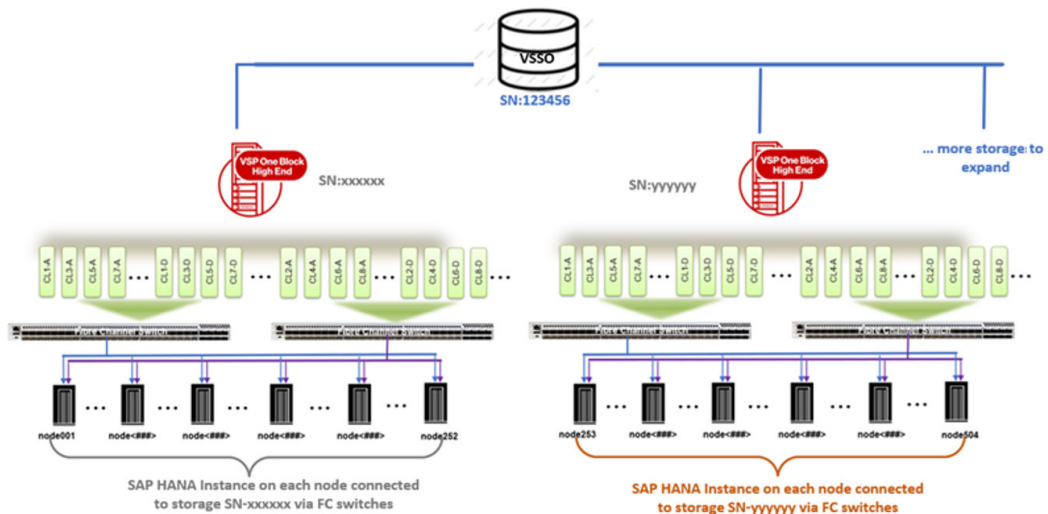 VSSO
SN:123456
VSP One Block
High End
SN:xxxxxx
SN:yyyyyy
VSP One Block
High End
... more storage to
expand
CL1-A CL3-A CL5-A CL7-A ... CL1-D CL3-D CL5-D CL7-D ... CL2-A CL4-A CL6-A CL8-A ... CL2-D CL4-D CL6-D CL8-D ...
CL1-A CL3-A CL5-A CL7-A ... CL1-D CL3-D CL5-D CL7-D ... CL2-A CL4-A CL6-A CL8-A ... CL2-D CL4-D CL6-D CL8-D ...
Fibre Channel Switch
Fibre Channel Switch
Fibre Channel Switch
Fibre Channel Switch
... ... ... ... ...
node001 node<###> node<###> node<###> node<###> node252
... ... ... ... ...
node253 node<###> node<###> node<###> node<###> node504
SAP HANA Instance on each node connected
to storage SN-xxxxxx via FC switches
SAP HANA Instance on each node connected
to storage SN-yyyyyy via FC switches